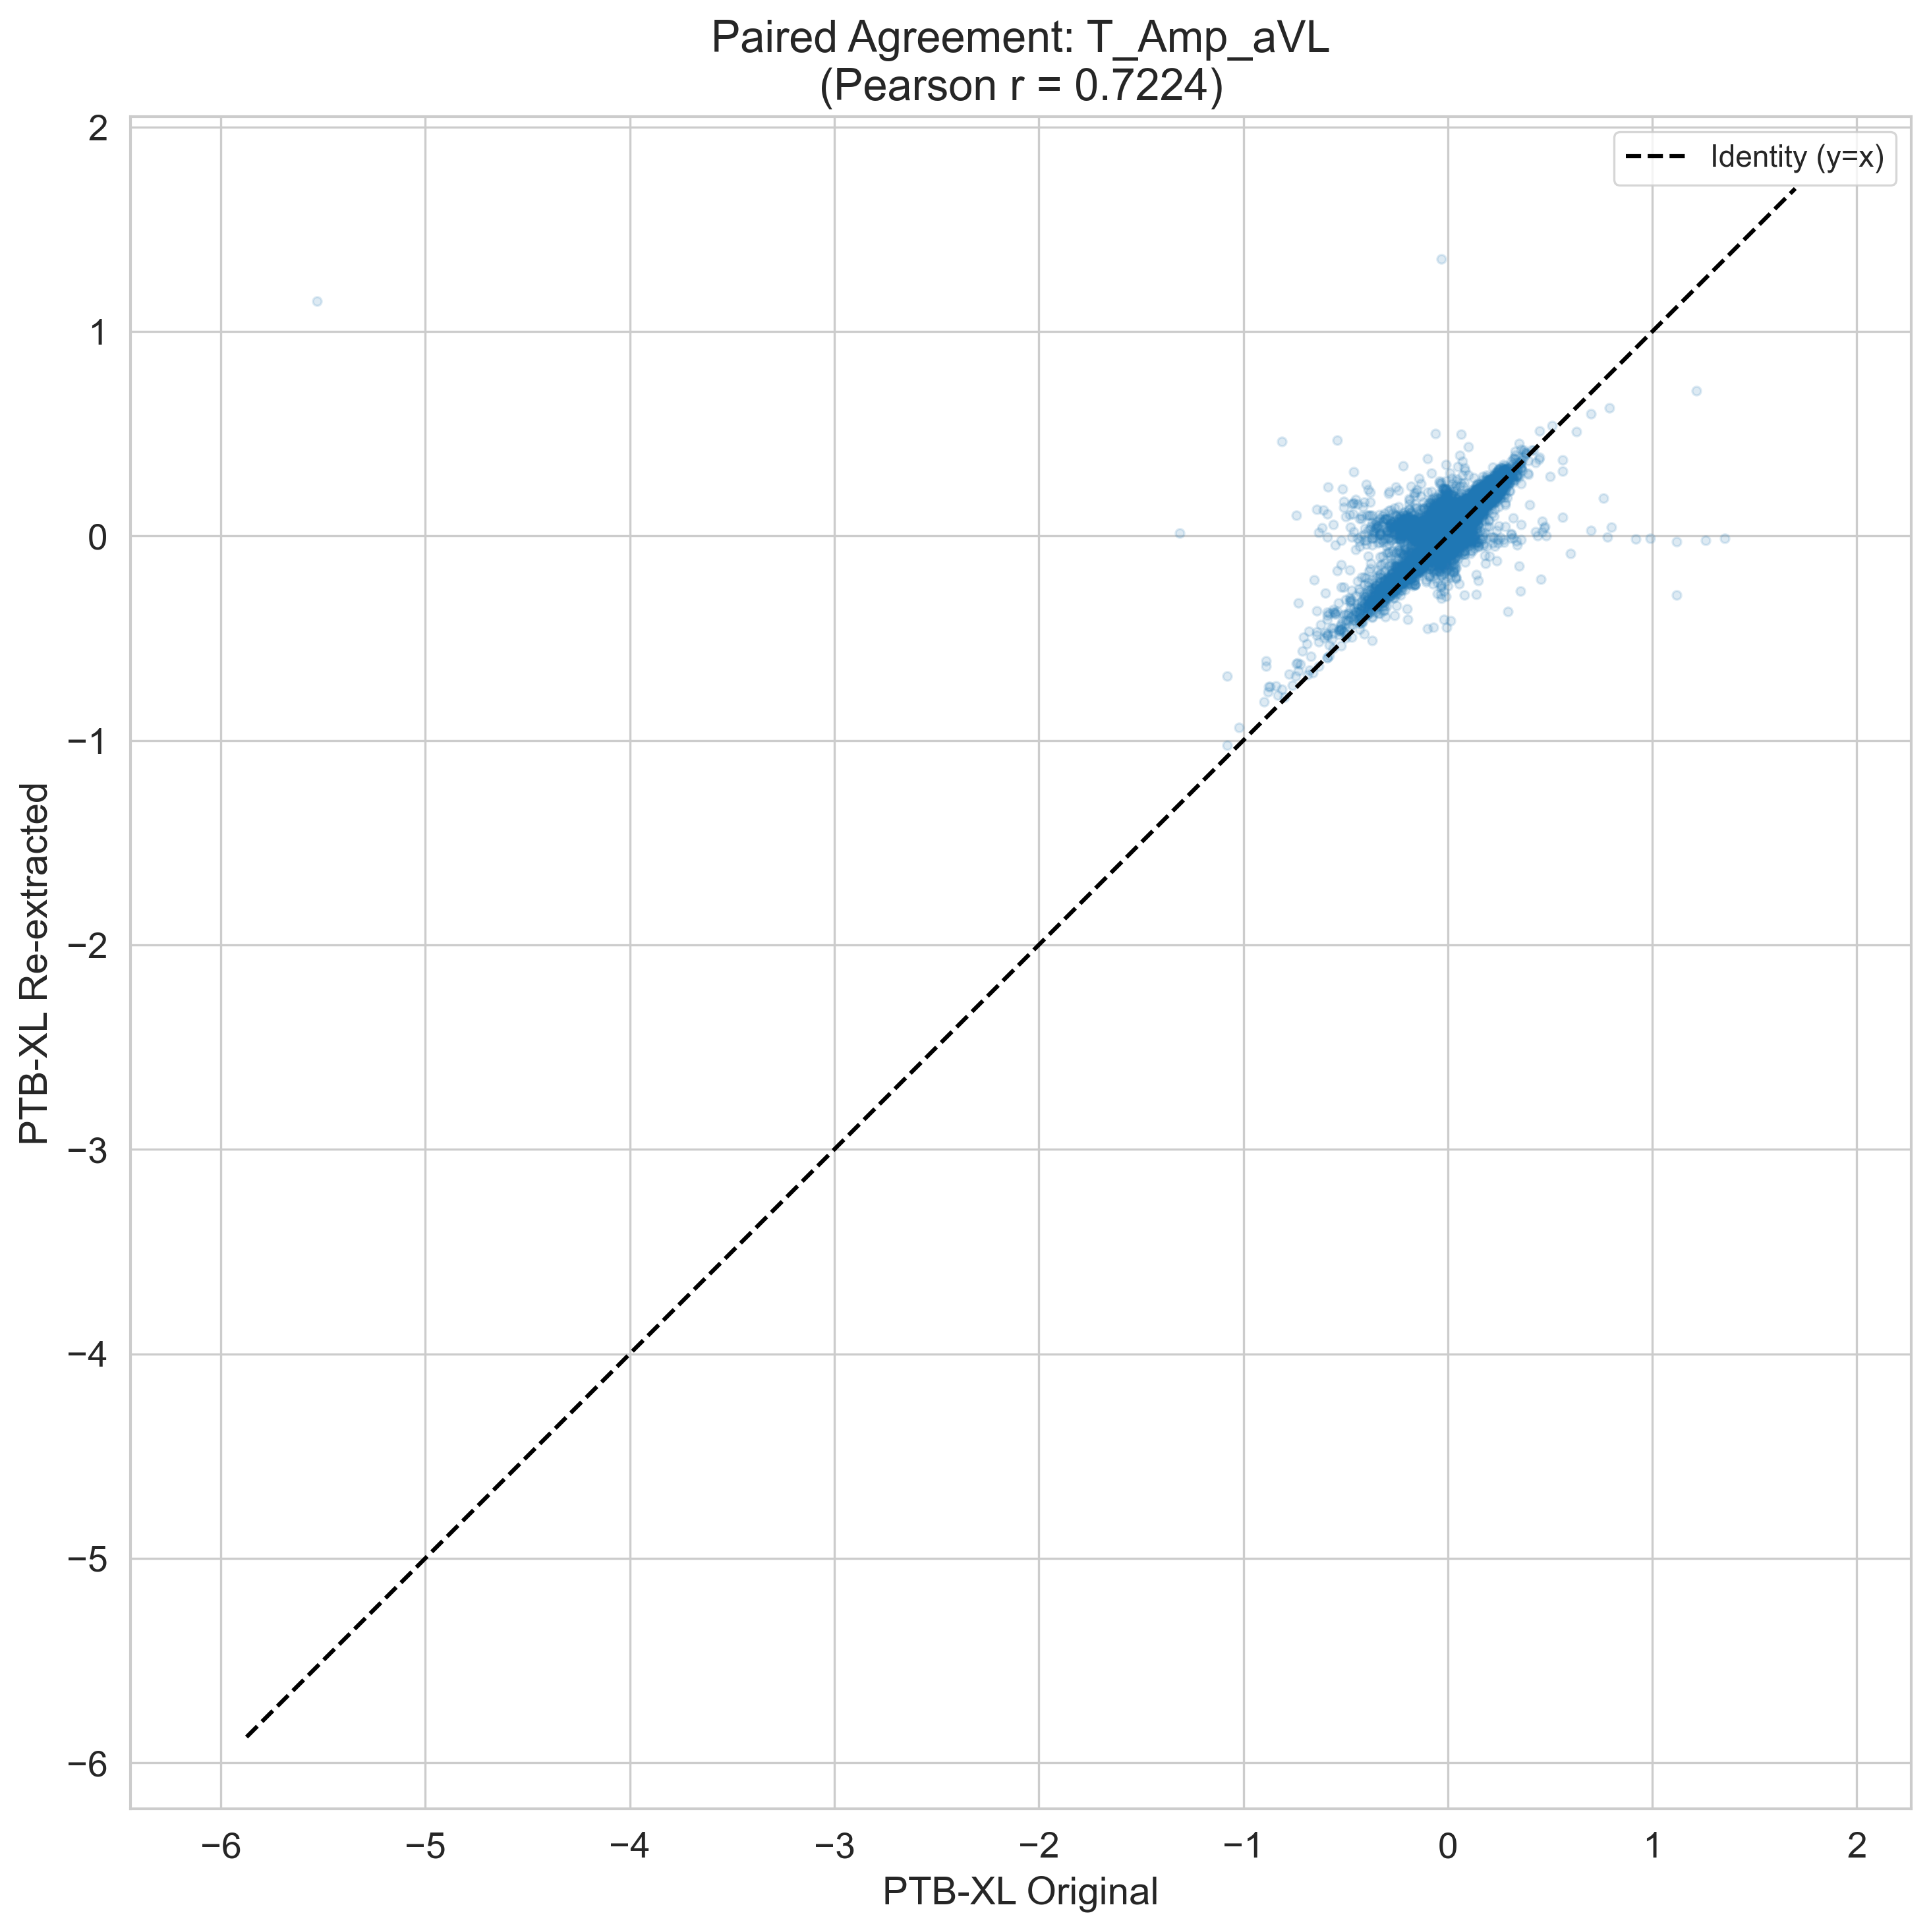 Paired Agreement: T_Amp_aVL
(Pearson r = 0.7224)
Identity (y=x)
2
1
0
−1
−2
−3
−4
−5
−6
PTB-XL Re-extracted
−6 −5 −4 −3 −2 −1 0 1 2
PTB-XL Original